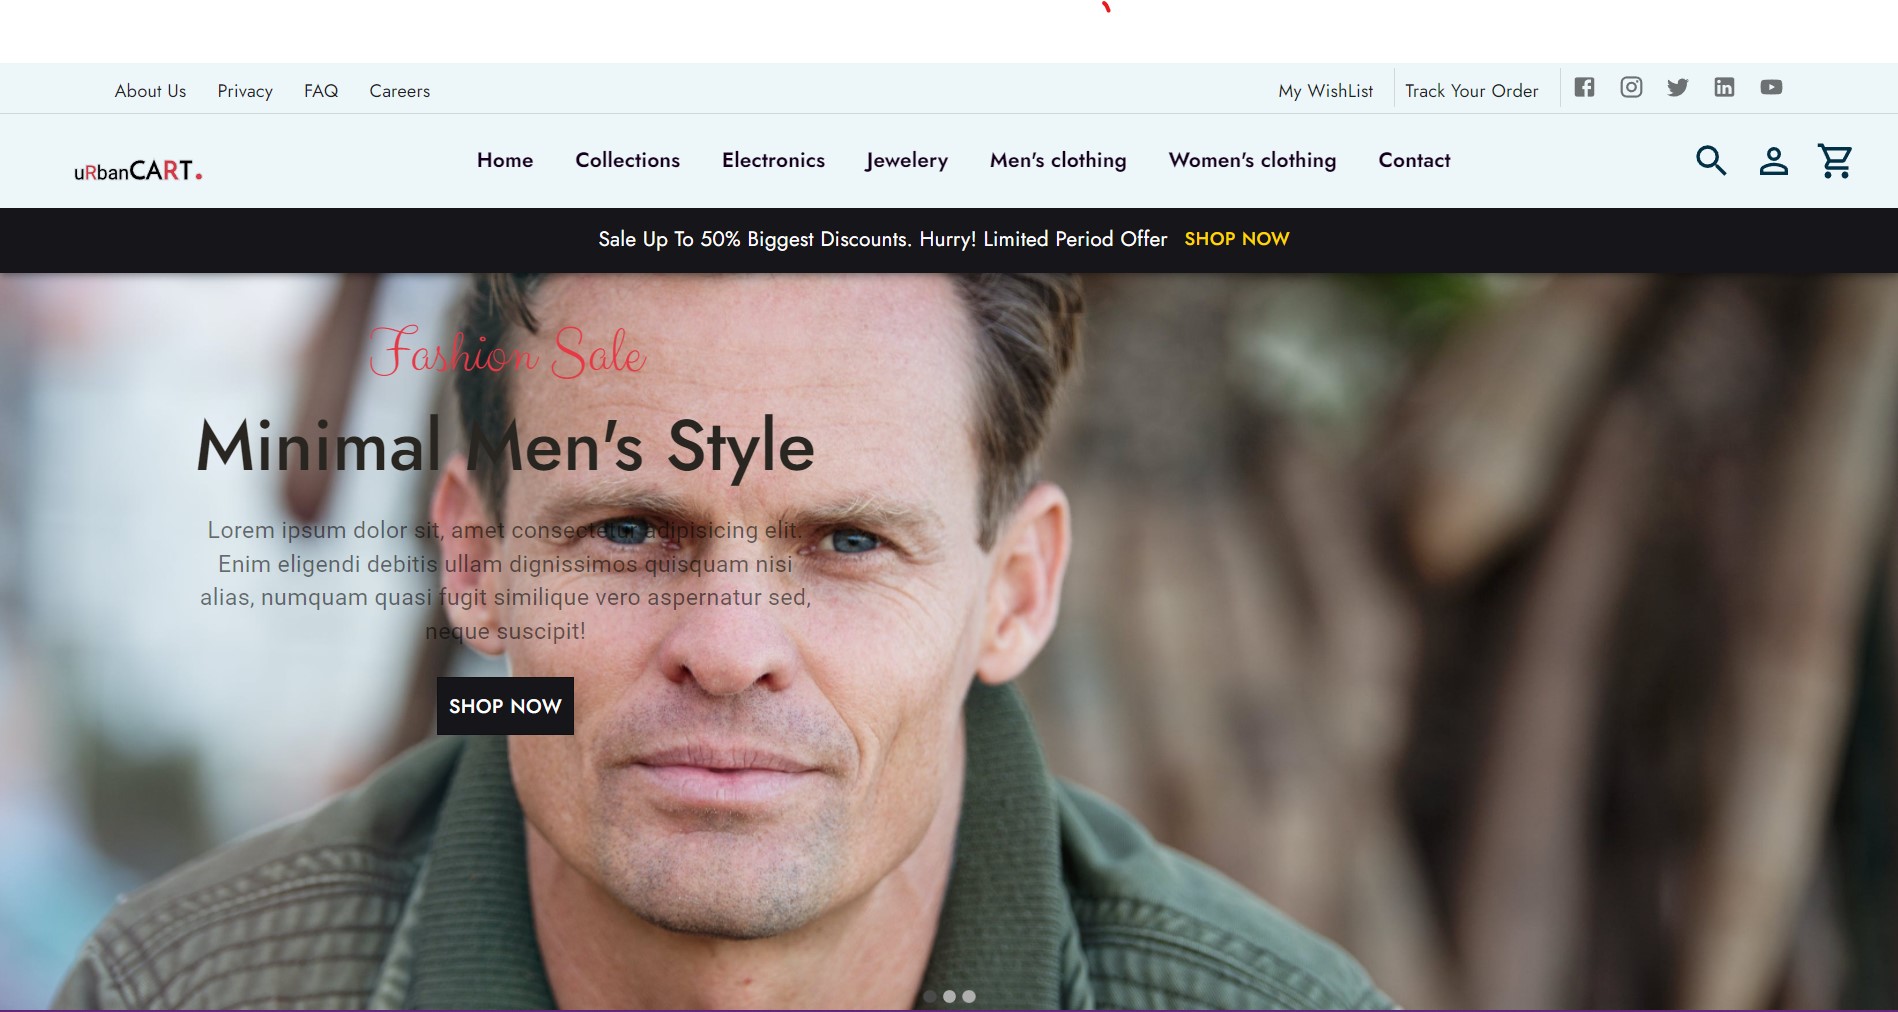 About Us Privacy FAQ Careers My WishList Track Your Order
uRbanCART. Home Collections Electronics Jewelery Men's clothing Women's clothing Contact
Sale Up To 50% Biggest Discounts. Hurry! Limited Period Offer SHOP NOW
Fashion Sale
Minimal Men's Style
Lorem ipsum dolor sit, amet consectetur adipisicing elit.
Enim eligendi debitis ullam dignissimos quisquam nisi
alias, numquam quasi fugit similique vero aspernatur sed,
neque suscipit!
SHOP NOW